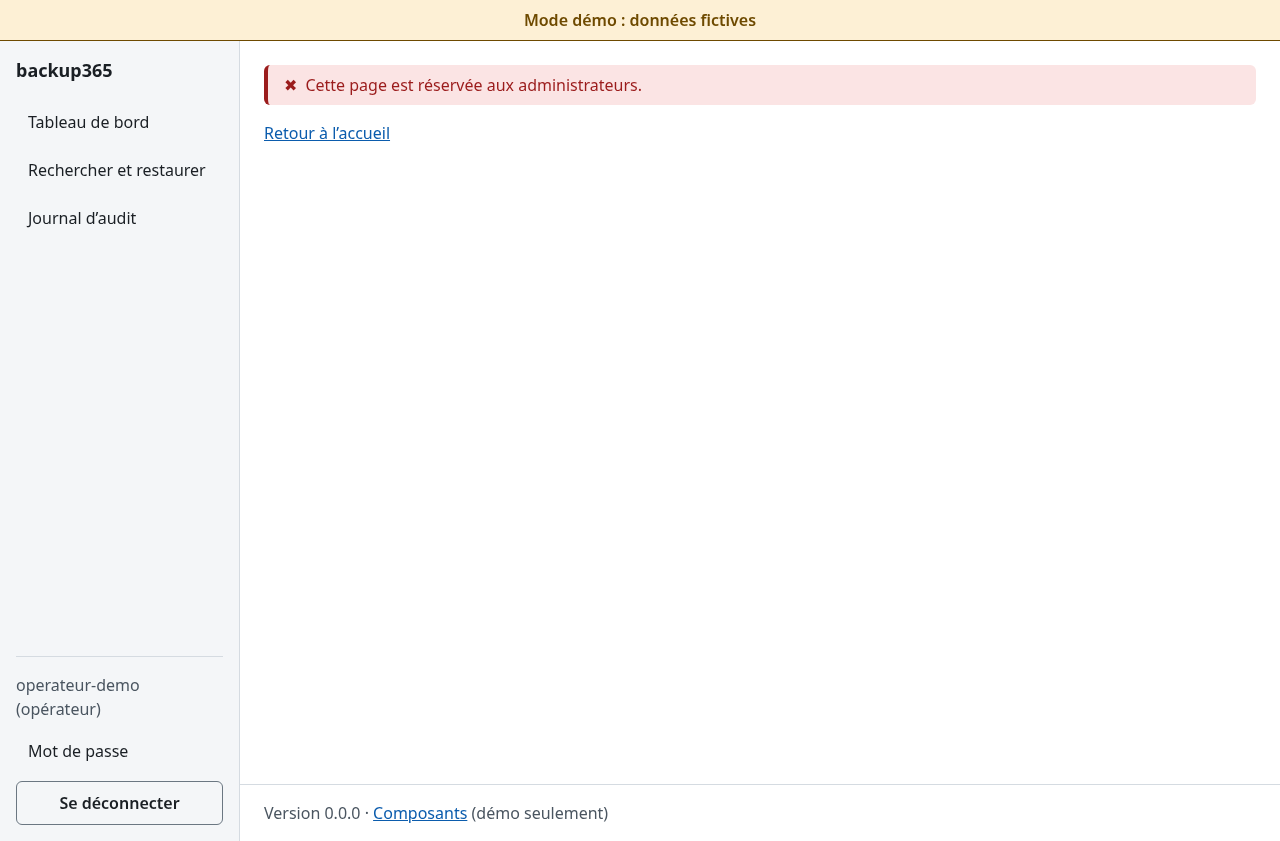 Mode démo : données fictives
backup365
Tableau de bord
Rechercher et restaurer
Journal d’audit
✖ Cette page est réservée aux administrateurs.
Retour à l’accueil
operateur-demo
(opérateur)
Mot de passe
Se déconnecter
Version 0.0.0 · Composants (démo seulement)